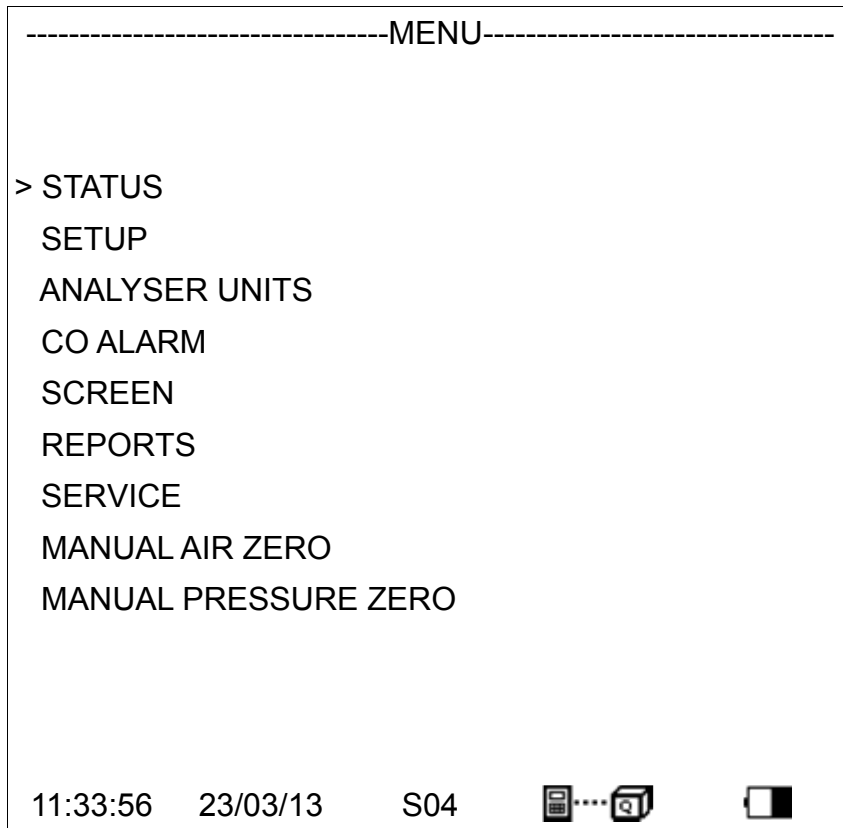 ----------------------------------MENU---------------------------------
> STATUS
SETUP
ANALYSER UNITS
CO ALARM
SCREEN
REPORTS
SERVICE
MANUAL AIR ZERO
MANUAL PRESSURE ZERO
11:33:56 23/03/13 S04 Q